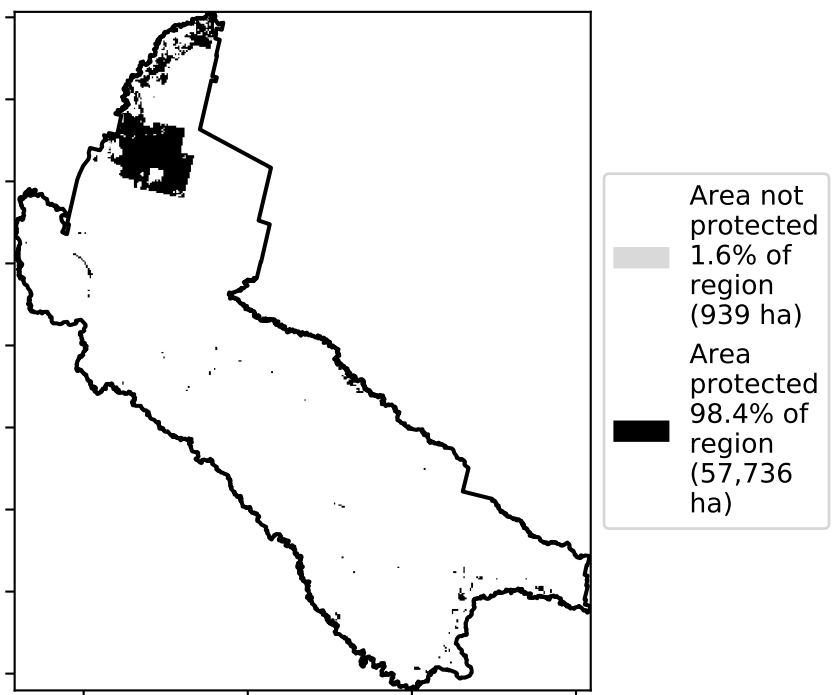 Area not
protected
1.6% of
region
(939 ha)
Area
protected
98.4% of
region
(57,736
ha)